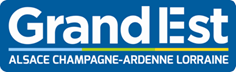 Grand Est
ALSACE CHAMPAGNE-ARDENNE LORRAINE